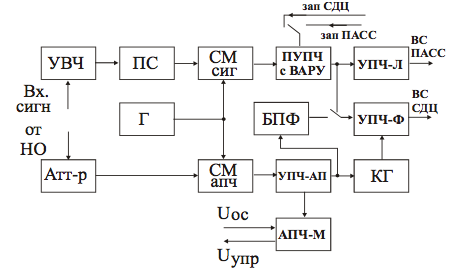 зап СДЦ
зап ПАСС
ВС
ПАСС
УВЧ
ПС
СМ
сиг
ПУПЧ
с ВАРУ
УПЧ-Л
Вх.
сигн
от
НО
Г
БПФ
УПЧ-Ф
ВС
СДЦ
Атт-р
СМ
апч
УПЧ-АП
КГ
Uос
АПЧ-М
Uупр